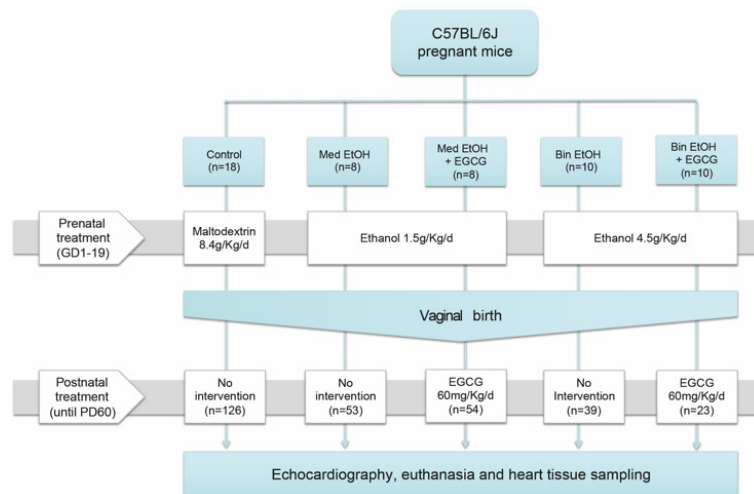 C57BL/6J
pregnant mice
Control
(n=18)
Med EtOH
(n=8)
Med EtOH
+ EGCG
(n=8)
Bin EtOH
(n=10)
Bin EtOH
+ EGCG
(n=10)
Prenatal
treatment
(GD1-19)
Maltodextrin
8.4g/Kg/d
Ethanol 1.5g/Kg/d
Ethanol 4.5g/Kg/d
Vaginal birth
Postnatal
treatment
(until PD60)
No
intervention
(n=126)
No
intervention
(n=53)
EGCG
60mg/Kg/d
(n=54)
No
Intervention
(n=39)
EGCG
60mg/Kg/d
(n=23)
Echocardiography, euthanasia and heart tissue sampling